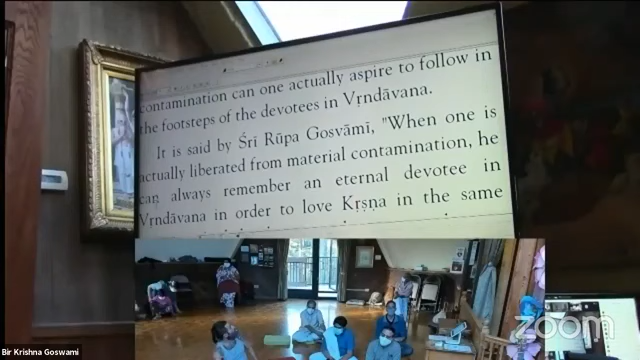 contamination can one actually aspire to follow in
the footsteps of the devotees in Vṛndāvana.
It is said by Śrī Rūpa Gosvāmī, "When one is
actually liberated from material contamination, he
can always remember an eternal devotee in
Vṛndāvana in order to love Kṛṣṇa in the same
Bir Krishna Goswami
zoom